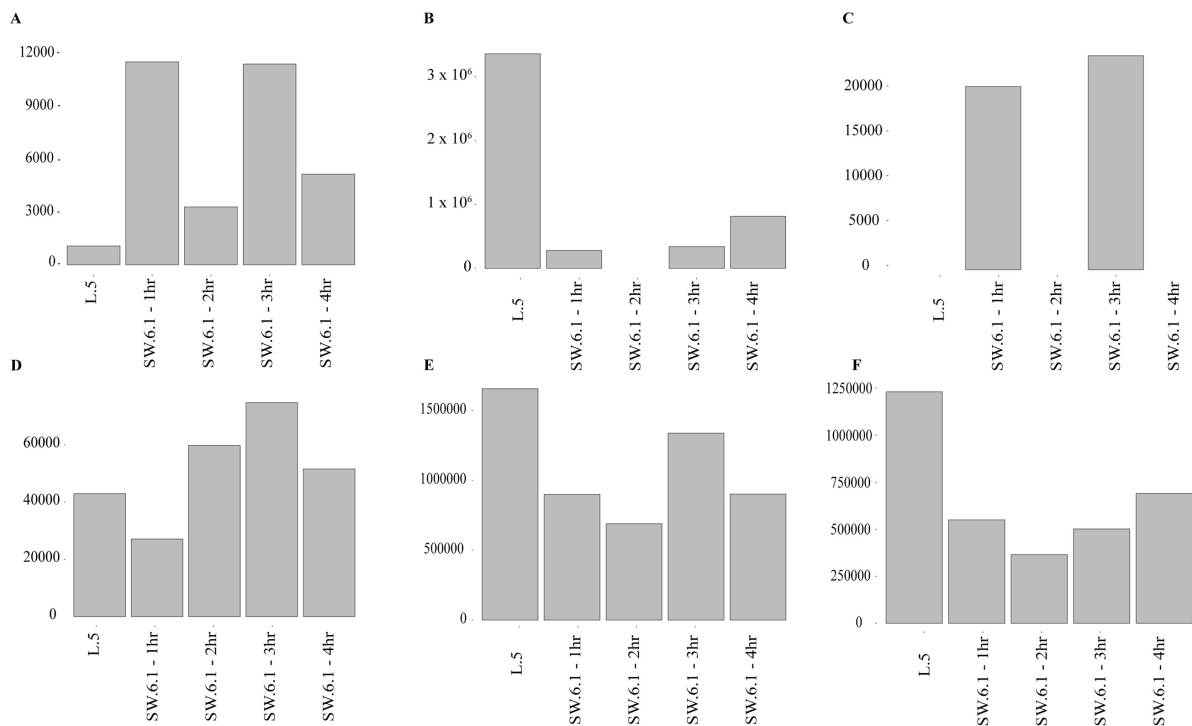 A
12000
9000
6000
3000
0
L.5
SW.6.1 - 1hr
SW.6.1 - 2hr
SW.6.1 - 3hr
SW.6.1 - 4hr
B
3 x 10⁶
2 x 10⁶
1 x 10⁶
0
L.5
SW.6.1 - 1hr
SW.6.1 - 2hr
SW.6.1 - 3hr
SW.6.1 - 4hr
C
20000
15000
10000
5000
0
L.5
SW.6.1 - 1hr
SW.6.1 - 2hr
SW.6.1 - 3hr
SW.6.1 - 4hr
D
60000
40000
20000
0
L.5
SW.6.1 - 1hr
SW.6.1 - 2hr
SW.6.1 - 3hr
SW.6.1 - 4hr
E
1500000
1000000
500000
0
L.5
SW.6.1 - 1hr
SW.6.1 - 2hr
SW.6.1 - 3hr
SW.6.1 - 4hr
F
1250000
1000000
750000
500000
250000
0
L.5
SW.6.1 - 1hr
SW.6.1 - 2hr
SW.6.1 - 3hr
SW.6.1 - 4hr